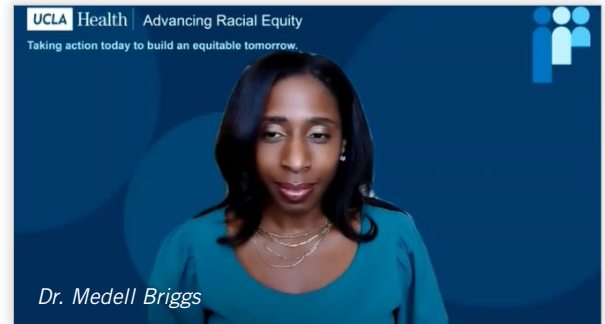 UCLA Health Advancing Racial Equity
Taking action today to build an equitable tomorrow.
Dr. Medell Briggs